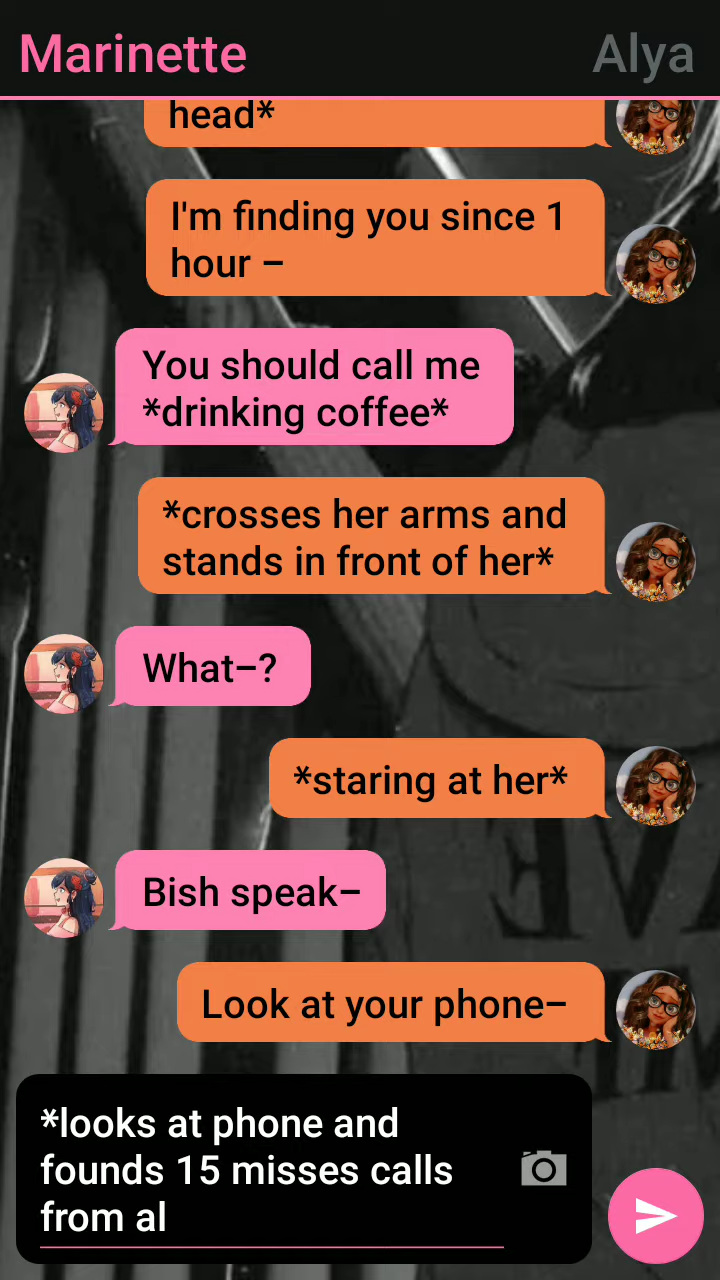 Marinette
Alya
head*
I'm finding you since 1
hour –
You should call me
*drinking coffee*
*crosses her arms and
stands in front of her*
What–?
*staring at her*
Bish speak–
Look at your phone–
*looks at phone and
founds 15 misses calls
from al